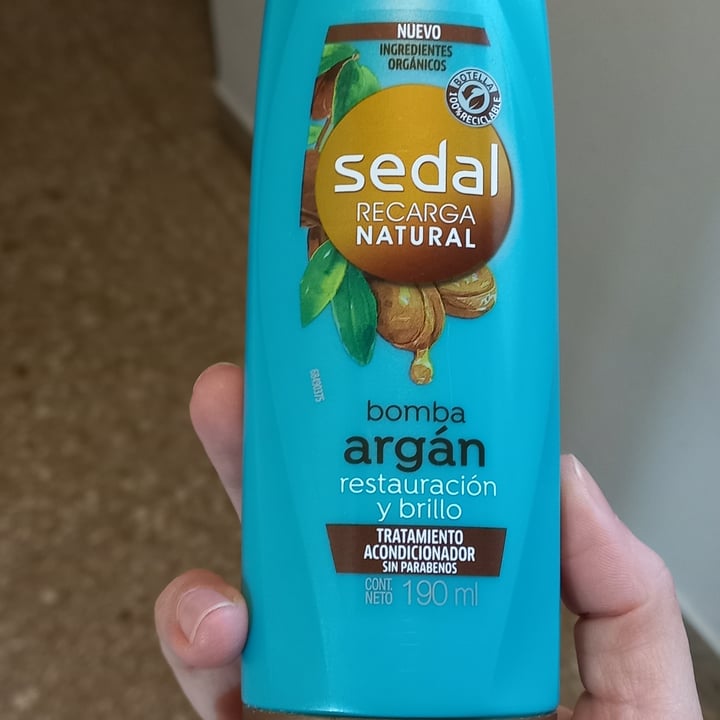 NUEVO
INGREDIENTES
ORGÁNICOS
BOTELLA
100% RECICLABLE
sedal
RECARGA
NATURAL
68490375
bomba
argán
restauración
y brillo
TRATAMIENTO
ACONDICIONADOR
SIN PARABENOS
CONT.
NETO 190 ml